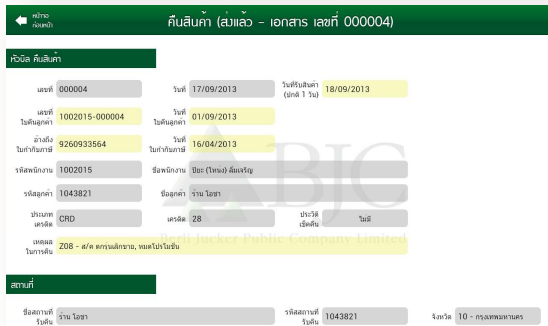 หน้าจอ
ก่อนหน้า
คืนสินค้า (ส่งแล้ว - เอกสาร เลขที่ 000004)
หัวบิล คืนสินค้า
เลขที่ 000004 วันที่ 17/09/2013 วันที่รับสินค้า (ปกติ 1 วัน) 18/09/2013
เลขที่ ใบคืนลูกค้า 1002015-000004 วันที่ ใบคืนลูกค้า 01/09/2013
อ้างถึง ใบกำกับภาษี 9260933564 วันที่ ใบกำกับภาษี 16/04/2013
รหัสพนักงาน 1002015 ชื่อพนักงาน ปิยะ (ใหน่ง) ต้มเจริญ
รหัสลูกค้า 1043821 ชื่อลูกค้า ร้าน โอชา
ประเภท เครดิต CRD เครดิต 28 ประวัติ เช็คคืน ไม่มี
เหตุผล ในการคืน Z08 - ส/ค ตกรุ่นเลิกขาย, หมดโปรโมชั่น
BJC
Berli Jucker Public Company Limited
สถานที่
ชื่อสถานที่ รับคืน ร้าน โอชา รหัสสถานที่ รับคืน 1043821 จังหวัด 10 - กรุงเทพมหานคร